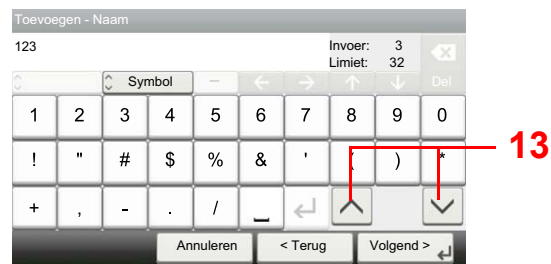 Toevoegen - Naam
123 Invoer: 3
Limiet: 32
Symbol Del
1 2 3 4 5 6 7 8 9 0
! " # $ % & ' ( ) *
+ , - . / _
Annuleren < Terug Volgend >
13